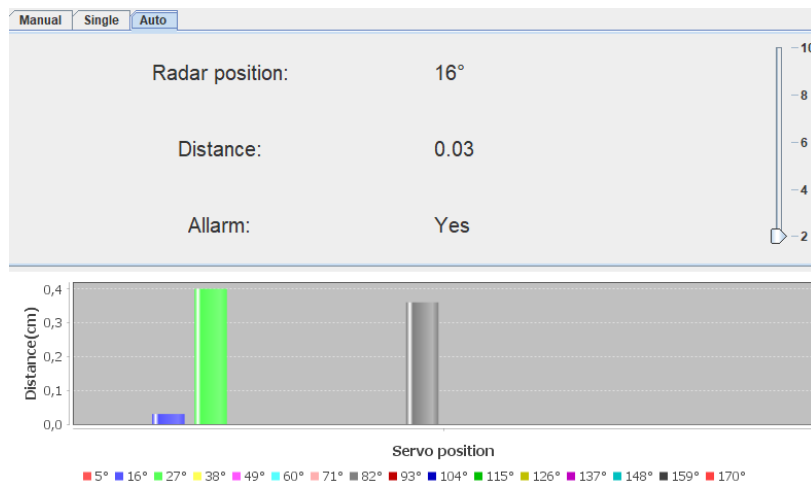 Manual Single Auto
Radar position: 16°
Distance: 0.03
Allarm: Yes
10
8
6
4
2
0,4
0,3
0,2
0,1
0,0
Distance(cm)
Servo position
5° 16° 27° 38° 49° 60° 71° 82° 93° 104° 115° 126° 137° 148° 159° 170°